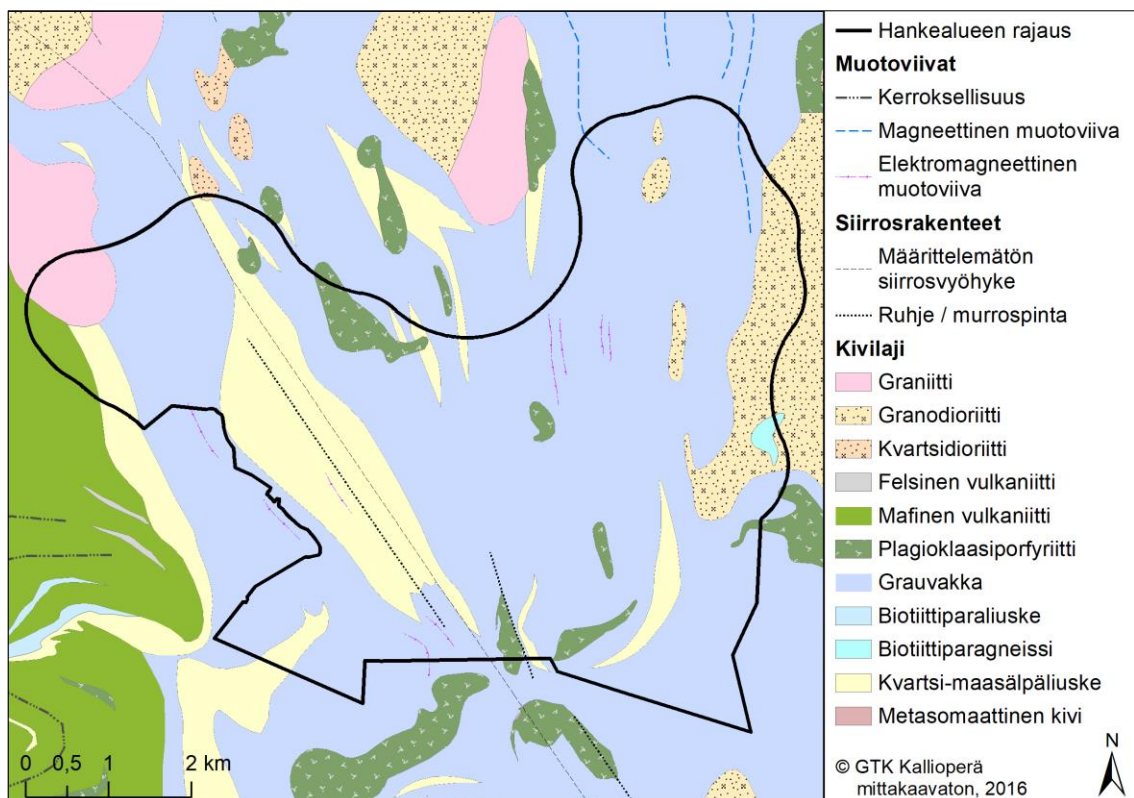 Hankealueen rajaus
Muotoviivat
Kerroksellisuus
Magneettinen muotoviiva
Elektromagneettinen
muotoviiva
Siirrosrakenteet
Määrittelemätön
siirrosvyöhyke
Ruhje / murrospinta
Kivilaji
Graniitti
Granodioriitti
Kvartsidioriitti
Felsinen vulkaniitti
Mafinen vulkaniitti
Plagioklaasiporfyriitti
Grauvakka
Biotiittiparaliuske
Biotiittiparagneissi
Kvartsi-maasälpäliuske
Metasomaattinen kivi
N
© GTK Kallioperä
mittakaavaton, 2016
0 0,5 1 2 km